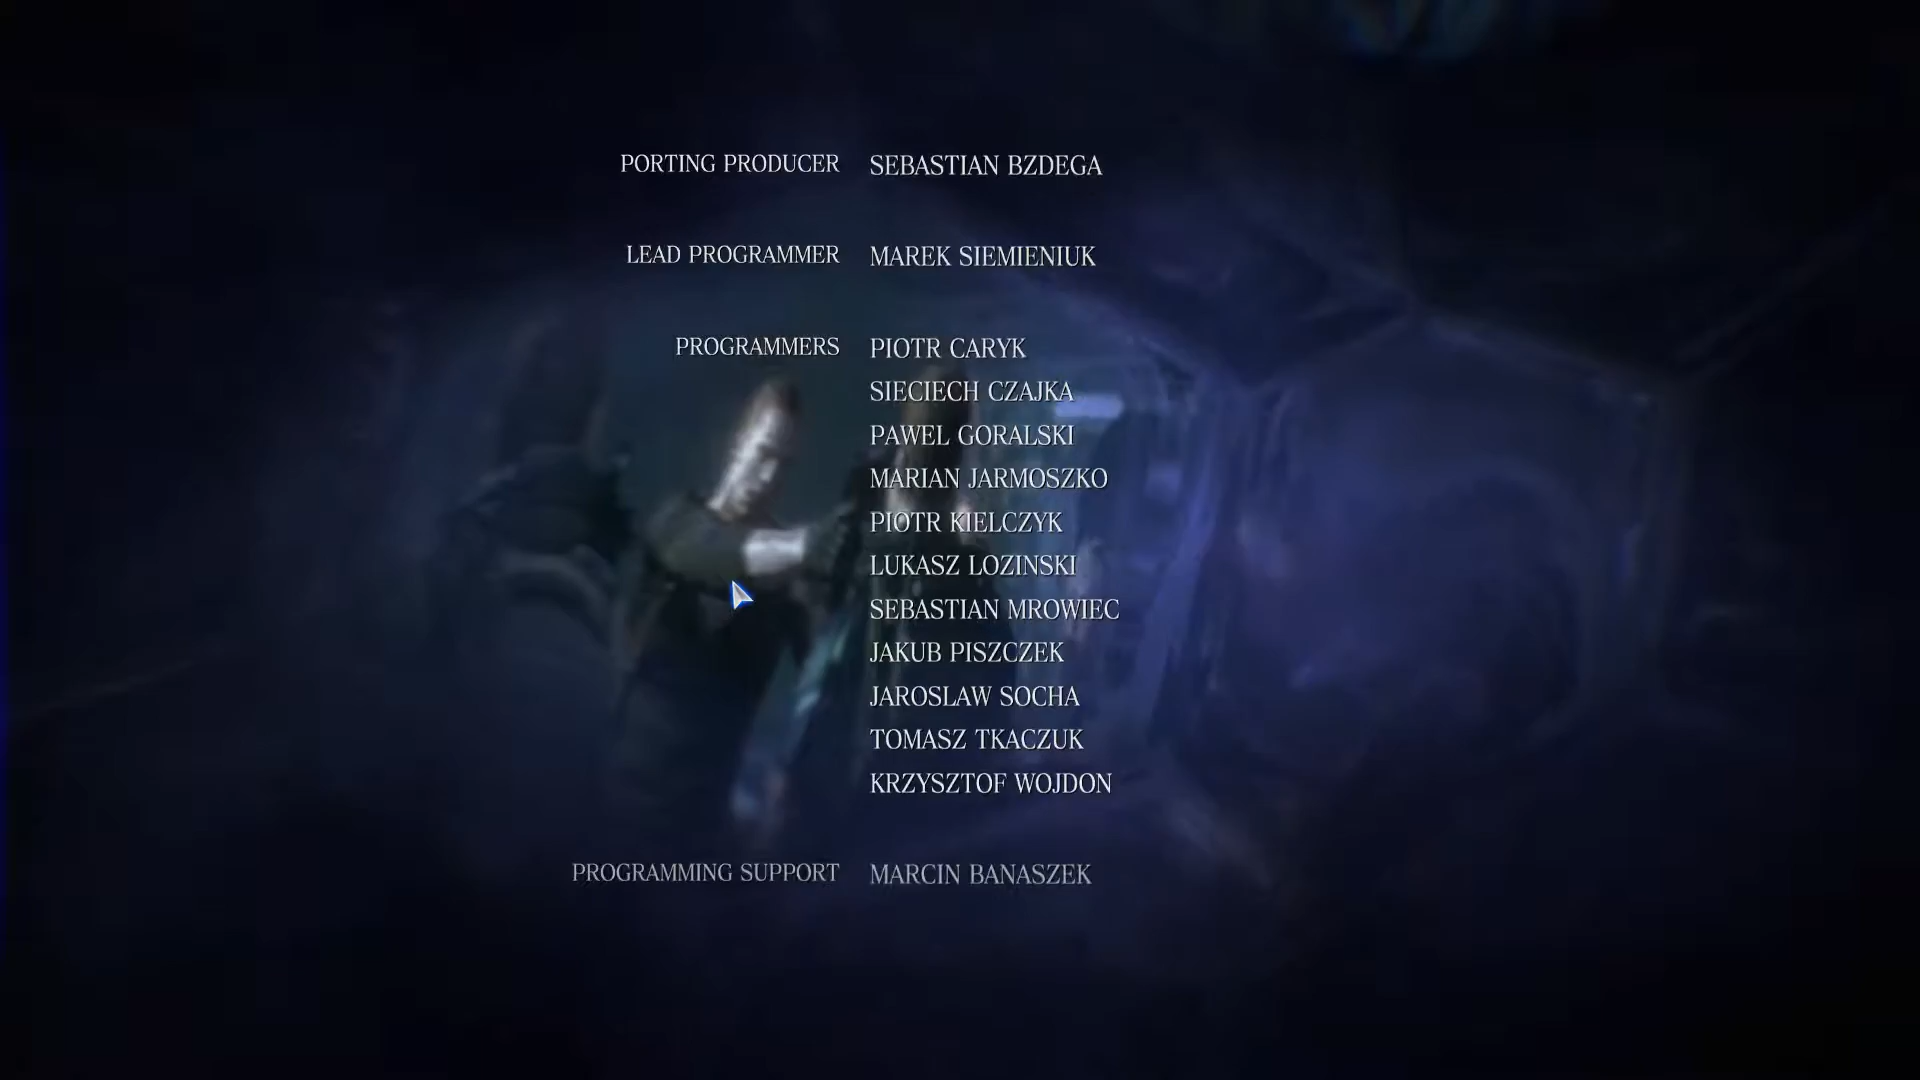 PORTING PRODUCER SEBASTIAN BZDEGA
LEAD PROGRAMMER MAREK SIEMIENIUK
PROGRAMMERS PIOTR CARYK
SIECIECH CZAJKA
PAWEL GORALSKI
MARIAN JARMOSZKO
PIOTR KIELCZYK
LUKASZ LOZINSKI
SEBASTIAN MROWIEC
JAKUB PISZCZEK
JAROSLAW SOCHA
TOMASZ TKACZUK
KRZYSZTOF WOJDON
PROGRAMMING SUPPORT MARCIN BANASZEK